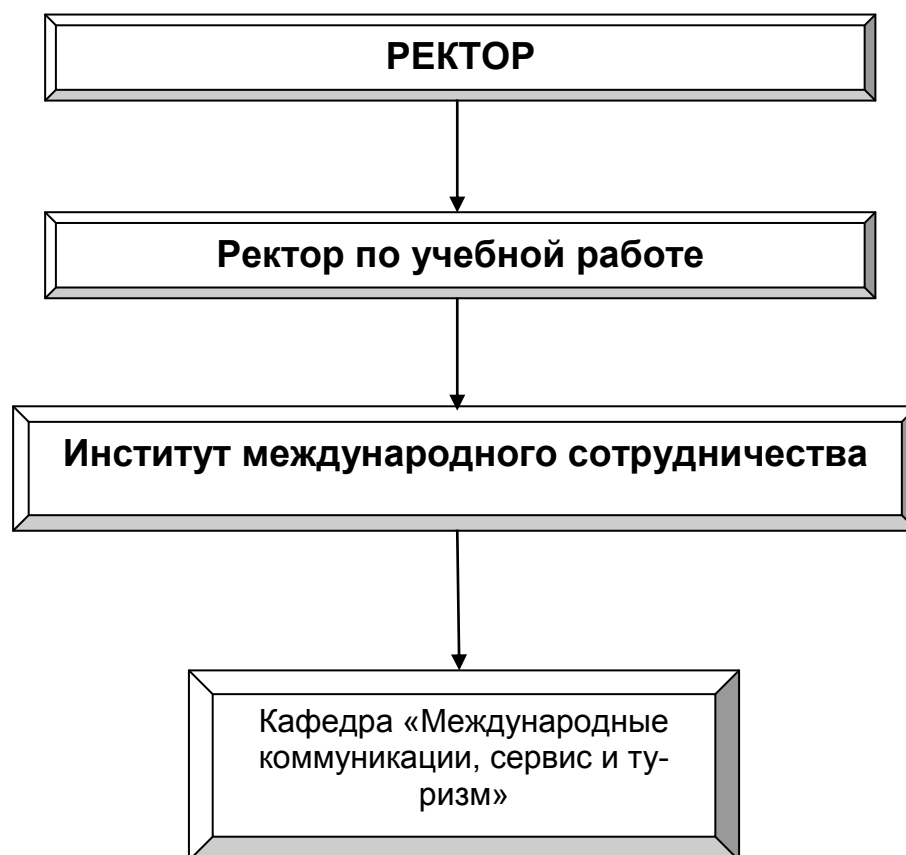 РЕКТОР
Ректор по учебной работе
Институт международного сотрудничества
Кафедра «Международные
коммуникации, сервис и ту-
ризм»